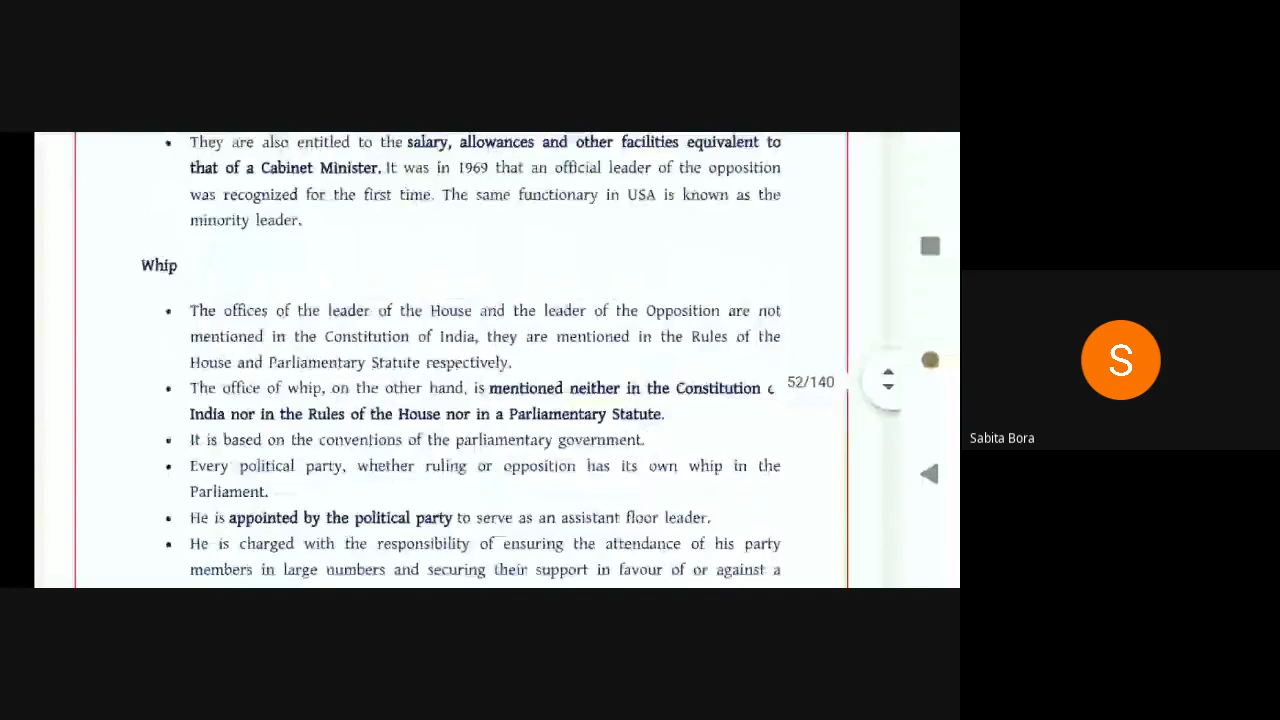 They are also entitled to the salary, allowances and other facilities equivalent to
that of a Cabinet Minister. It was in 1969 that an official leader of the opposition
was recognized for the first time. The same functionary in USA is known as the
minority leader.
Whip
The offices of the leader of the House and the leader of the Opposition are not
mentioned in the Constitution of India, they are mentioned in the Rules of the
House and Parliamentary Statute respectively.
The office of whip, on the other hand, is mentioned neither in the Constitution
India nor in the Rules of the House nor in a Parliamentary Statute.
It is based on the conventions of the parliamentary government.
Every political party, whether ruling or opposition has its own whip in the
Parliament.
He is appointed by the political party to serve as an assistant floor leader.
He is charged with the responsibility of ensuring the attendance of his party
members in large numbers and securing their support in favour of or against a
52/140
S
Sabita Bora